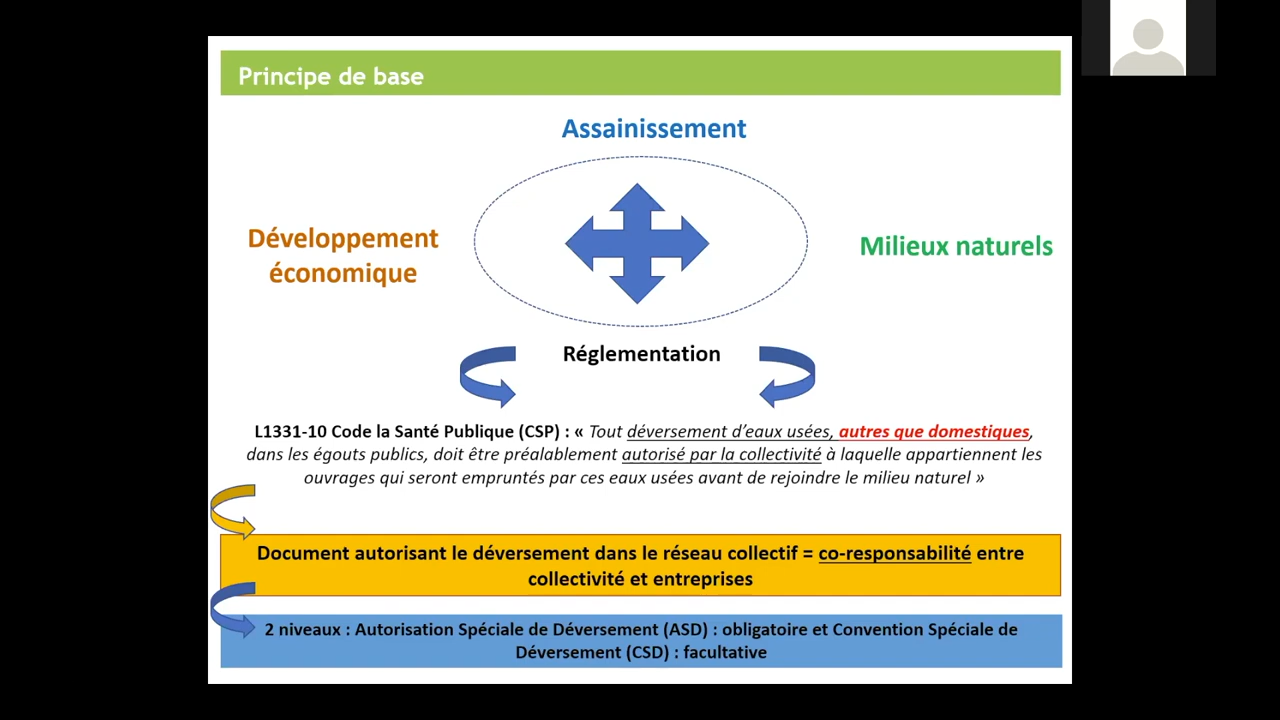 Principe de base
Assainissement
Développement
économique
Milieux naturels
Réglementation
L1331-10 Code la Santé Publique (CSP) : « Tout déversement d’eaux usées, autres que domestiques,
dans les égouts publics, doit être préalablement autorisé par la collectivité à laquelle appartiennent les
ouvrages qui seront empruntés par ces eaux usées avant de rejoindre le milieu naturel »
Document autorisant le déversement dans le réseau collectif = co-responsabilité entre
collectivité et entreprises
2 niveaux : Autorisation Spéciale de Déversement (ASD) : obligatoire et Convention Spéciale de
Déversement (CSD) : facultative